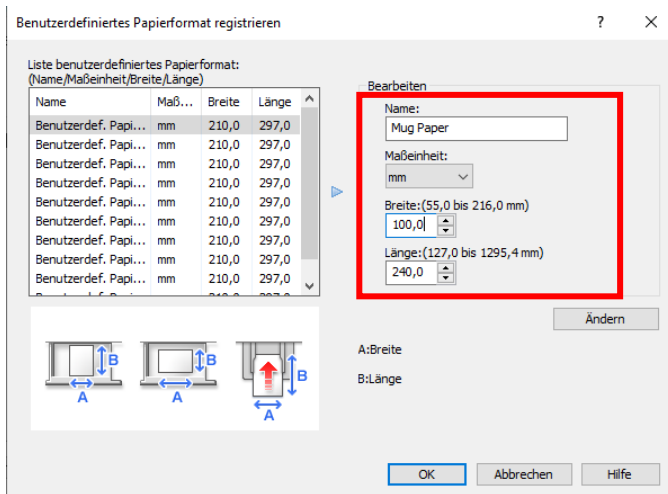 Benutzerdefiniertes Papierformat registrieren ? ×
Liste benutzerdefiniertes Papierformat:
(Name/Maßeinheit/Breite/Länge)
Name Maß... Breite Länge
Benutzerdef. Papi... mm 210,0 297,0
Benutzerdef. Papi... mm 210,0 297,0
Benutzerdef. Papi... mm 210,0 297,0
Benutzerdef. Papi... mm 210,0 297,0
Benutzerdef. Papi... mm 210,0 297,0
Benutzerdef. Papi... mm 210,0 297,0
Benutzerdef. Papi... mm 210,0 297,0
Benutzerdef. Papi... mm 210,0 297,0
Benutzerdef. Papi... mm 210,0 297,0
Bearbeiten
Name:
Mug Paper
Maßeinheit:
mm
Breite:(55,0 bis 216,0 mm)
100,0
Länge:(127,0 bis 1295,4 mm)
240,0
Ändern
B B B
A A A
A:Breite
B:Länge
OK Abbrechen Hilfe